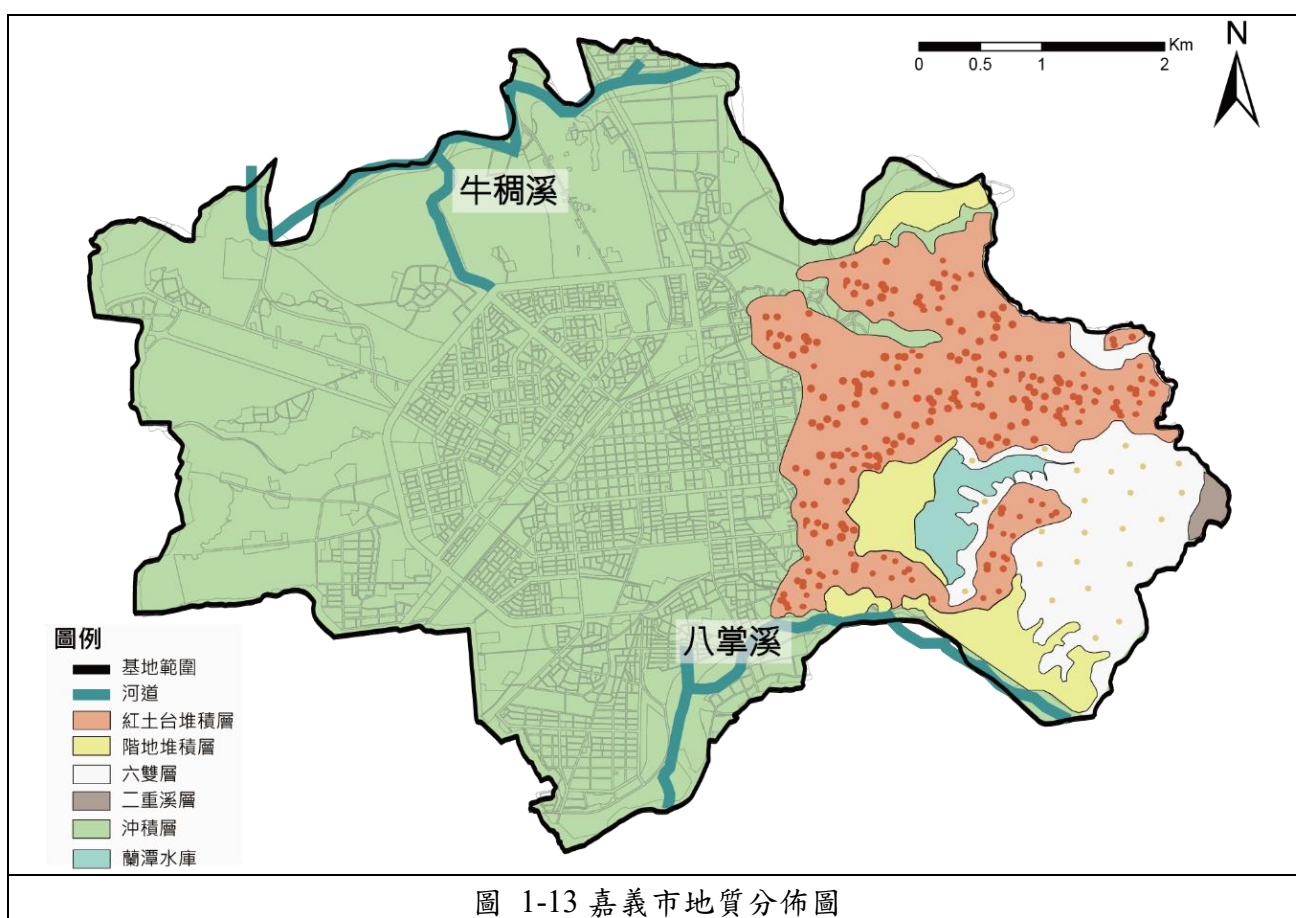 N
Km
0 0.5 1 2
牛稠溪
八掌溪
圖例
基地範圍
河道
紅土台堆積層
階地堆積層
六雙層
二重溪層
沖積層
蘭潭水庫
圖 1-13 嘉義市地質分佈圖